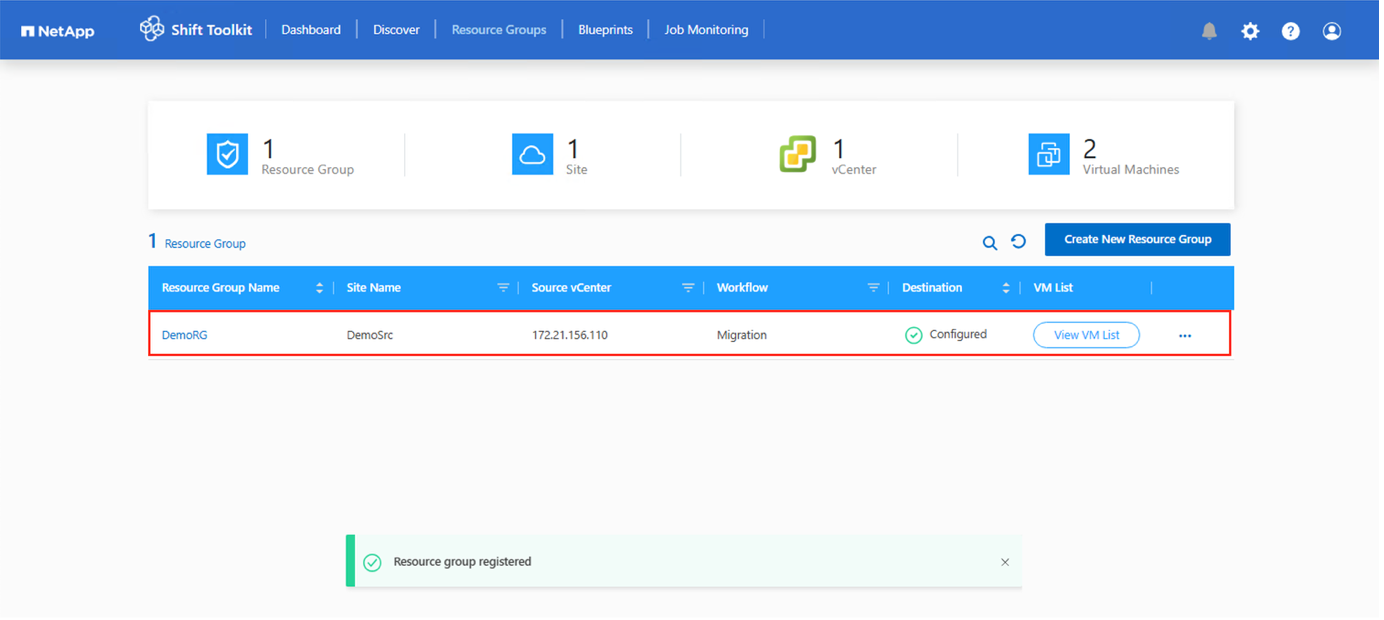 NetApp Shift Toolkit Dashboard Discover Resource Groups Blueprints Job Monitoring ?
1 1 1 2
Resource Group Site vCenter Virtual Machines
1 Resource Group Create New Resource Group
Resource Group Name Site Name Source vCenter Workflow Destination VM List
DemoRG DemoSrc 172.21.156.110 Migration Configured View VM List ...
Resource group registered